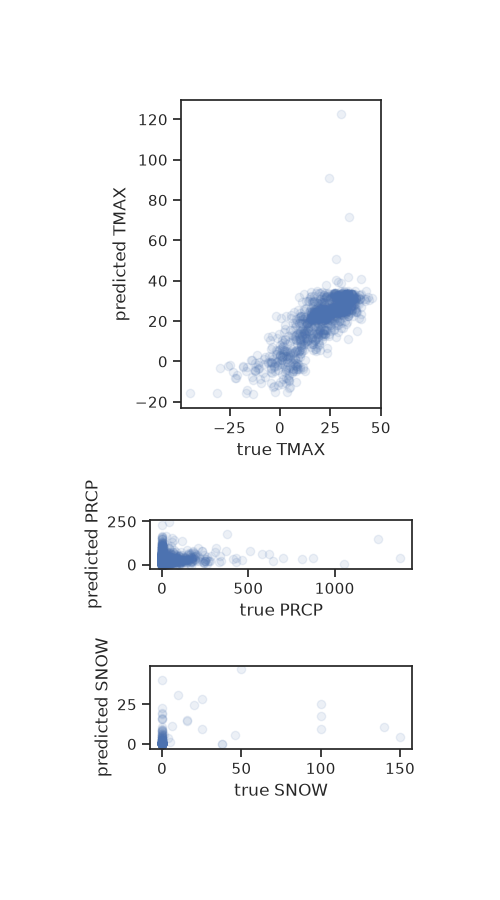 120
100
80
60
40
20
0
−20
predicted TMAX
−25 0 25 50
true TMAX
250
0
predicted PRCP
0 500 1000
true PRCP
25
0
predicted SNOW
0 50 100 150
true SNOW